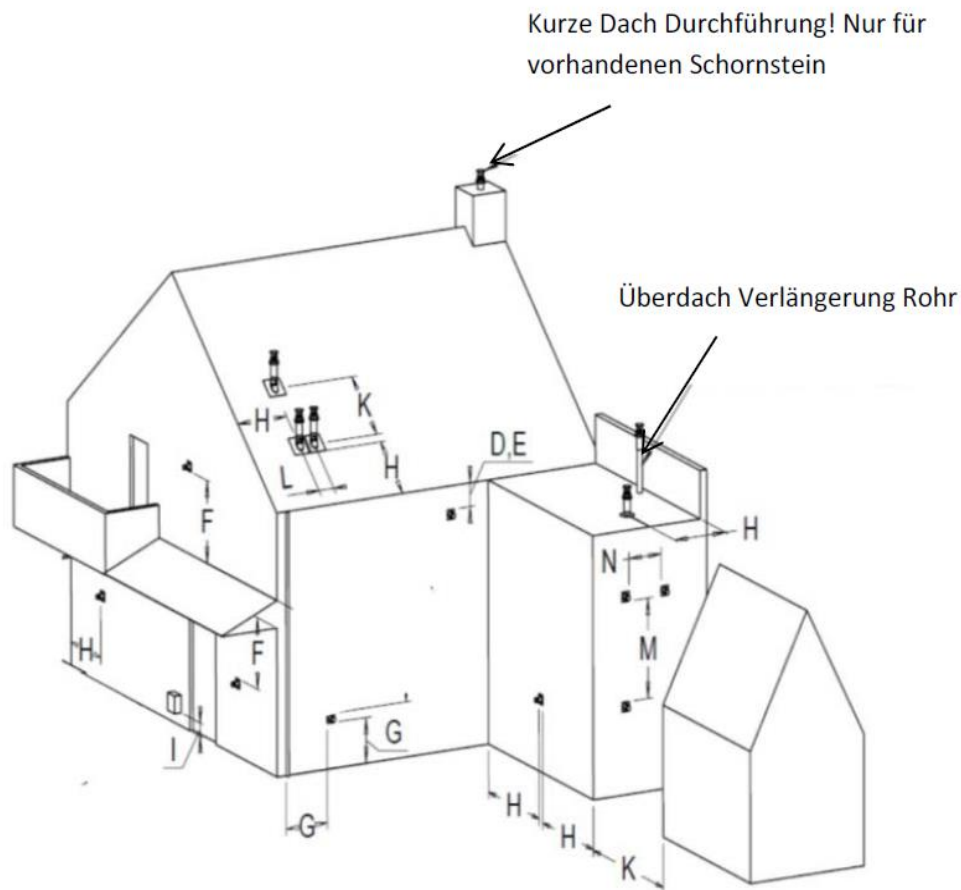 Kurze Dach Durchführung! Nur für
vorhandenen Schornstein
Überdach Verlängerung Rohr
K
H
D,E
H
L
F
H
N
M
H
F
G
I
G
H
H
K